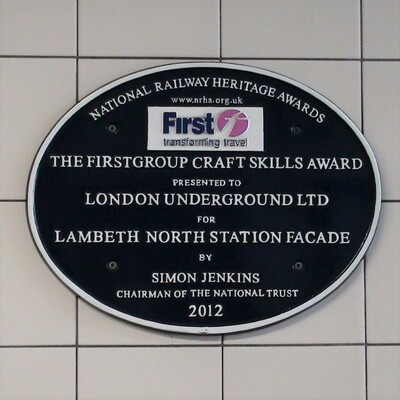 NATIONAL RAILWAY HERITAGE AWARDS
www.nrha.org.uk
First
transforming travel
THE FIRSTGROUP CRAFT SKILLS AWARD
PRESENTED TO
LONDON UNDERGROUND LTD
FOR
LAMBETH NORTH STATION FACADE
BY
SIMON JENKINS
CHAIRMAN OF THE NATIONAL TRUST
2012